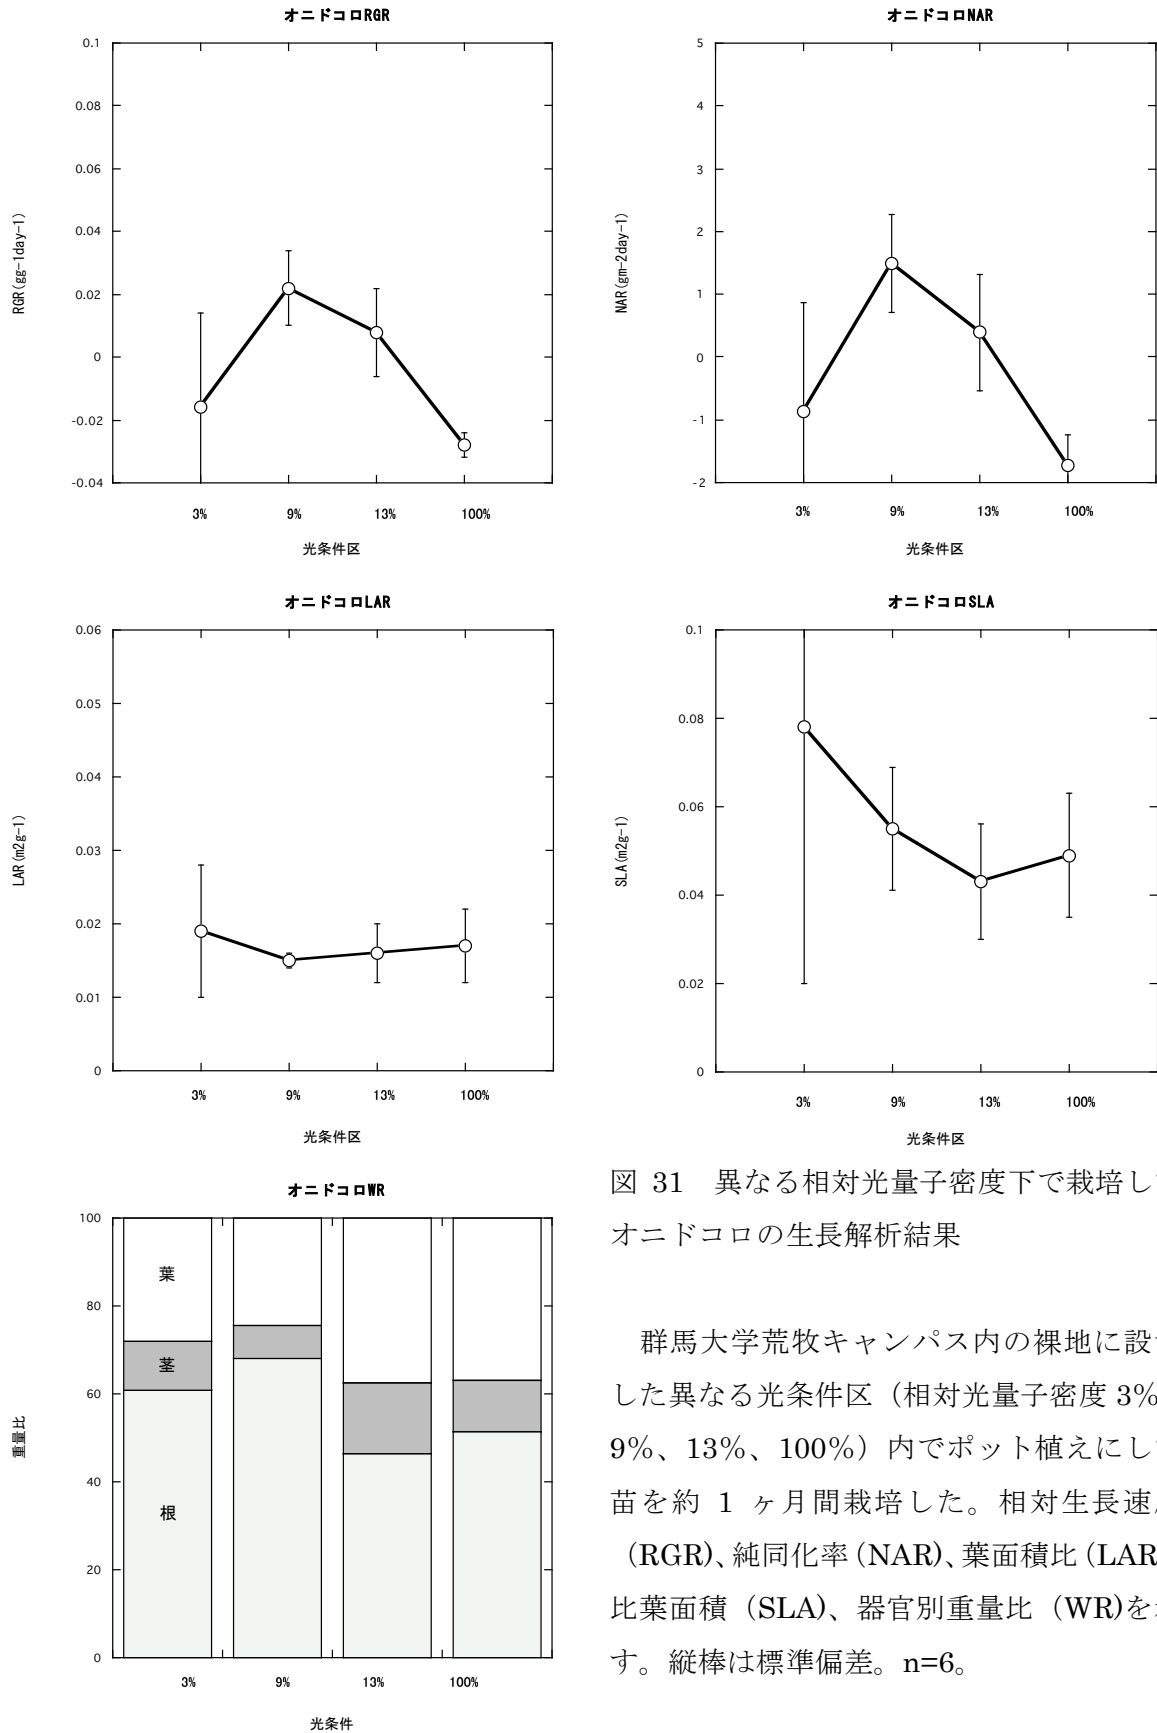 オニドコロRGR
0.1
0.08
0.06
0.04
0.02
0
-0.02
-0.04
RGR(gg-1day-1)
3% 9% 13% 100%
光条件区
オニドコロNAR
5
4
3
2
1
0
-1
-2
NAR(gm-2day-1)
3% 9% 13% 100%
光条件区
オニドコロLAR
0.06
0.05
0.04
0.03
0.02
0.01
0
LAR(m2g-1)
3% 9% 13% 100%
光条件区
オニドコロSLA
0.1
0.08
0.06
0.04
0.02
0
SLA(m2g-1)
3% 9% 13% 100%
光条件区
オニドコロWR
100
80
60
40
20
0
重量比
葉
茎
根
3% 9% 13% 100%
光条件
図 31 異なる相対光量子密度下で栽培し
オニドコロの生長解析結果
群馬大学荒牧キャンパス内の裸地に設
した異なる光条件区（相対光量子密度 3%
9%、13%、100%）内でポット植えにし
苗を約 1 ヶ月間栽培した。相対生長速
（RGR)、純同化率（NAR)、葉面積比（LAR
比葉面積（SLA)、器官別重量比（WR)を
す。縦棒は標準偏差。n=6。